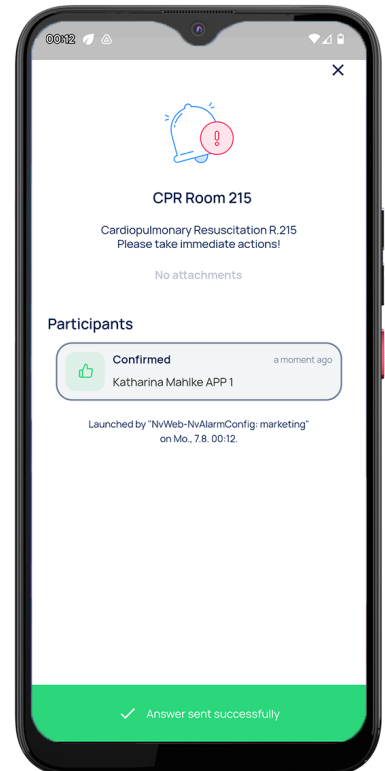 00:12
CPR Room 215
Cardiopulmonary Resuscitation R.215
Please take immediate actions!
No attachments
Participants
Confirmed
a moment ago
Katharina Mahlke APP 1
Launched by "NvWeb-NvAlarmConfig: marketing"
on Mo., 7.8. 00:12.
Answer sent successfully